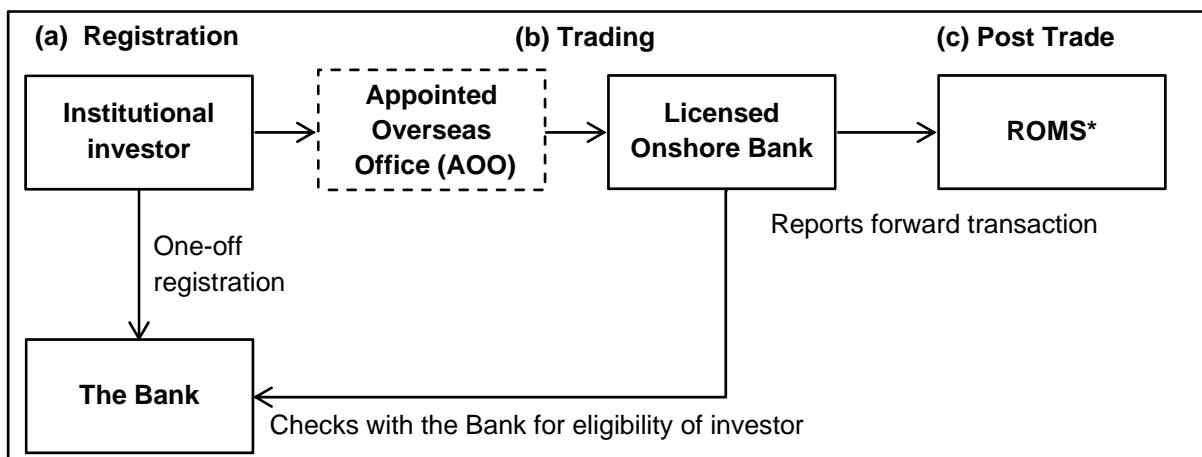 (a) Registration
(b) Trading
(c) Post Trade
Institutional
investor
Appointed
Overseas
Office (AOO)
Licensed
Onshore Bank
ROMS*
Reports forward transaction
One-off
registration
The Bank
Checks with the Bank for eligibility of investor